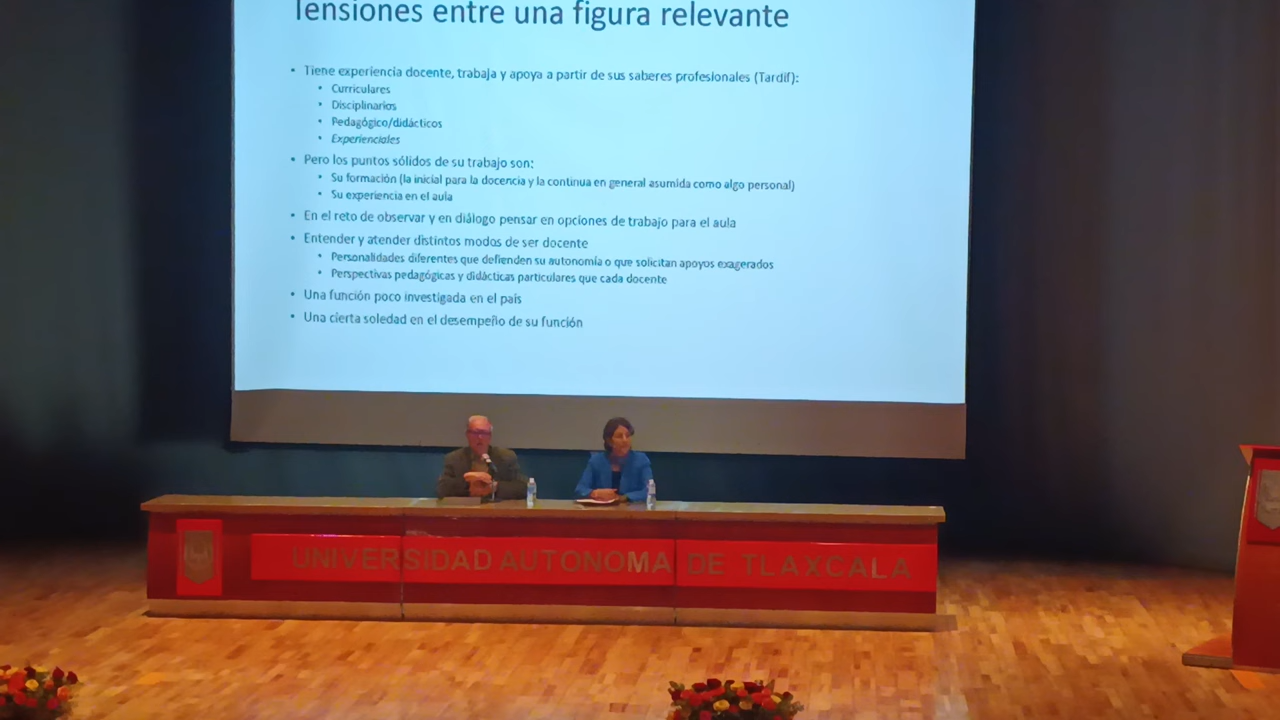 Tensiones entre una figura relevante
• Tiene experiencia docente, trabaja y apoya a partir de sus saberes profesionales (Tardif):
• Curriculares
• Disciplinarios
• Pedagógico/didácticos
• Experienciales
• Pero los puntos sólidos de su trabajo son:
• Su formación (la inicial para la docencia y la continua en general asumida como algo personal)
• Su experiencia en el aula
• En el reto de observar y en diálogo pensar en opciones de trabajo para el aula
• Entender y atender distintos modos de ser docente
• Personalidades diferentes que defienden su autonomía o que solicitan apoyos exagerados
• Perspectivas pedagógicas y didácticas particulares que cada docente
• Una función poco investigada en el país
• Una cierta soledad en el desempeño de su función
UNIVERSIDAD AUTONOMA DE TLAXCALA